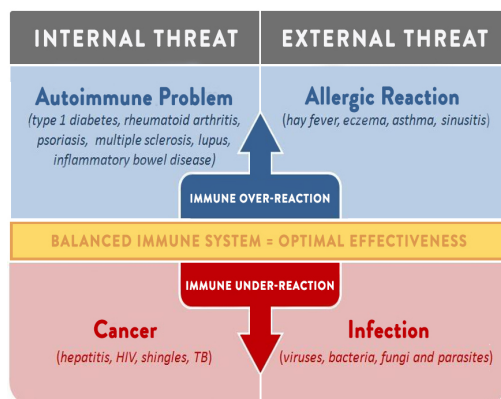 INTERNAL THREAT
EXTERNAL THREAT
Autoimmune Problem
(type 1 diabetes, rheumatoid arthritis,
psoriasis, multiple sclerosis, lupus,
inflammatory bowel disease)
Allergic Reaction
(hay fever, eczema, asthma, sinusitis)
IMMUNE OVER-REACTION
BALANCED IMMUNE SYSTEM = OPTIMAL EFFECTIVENESS
IMMUNE UNDER-REACTION
Cancer
(hepatitis, HIV, shingles, TB)
Infection
(viruses, bacteria, fungi and parasites)